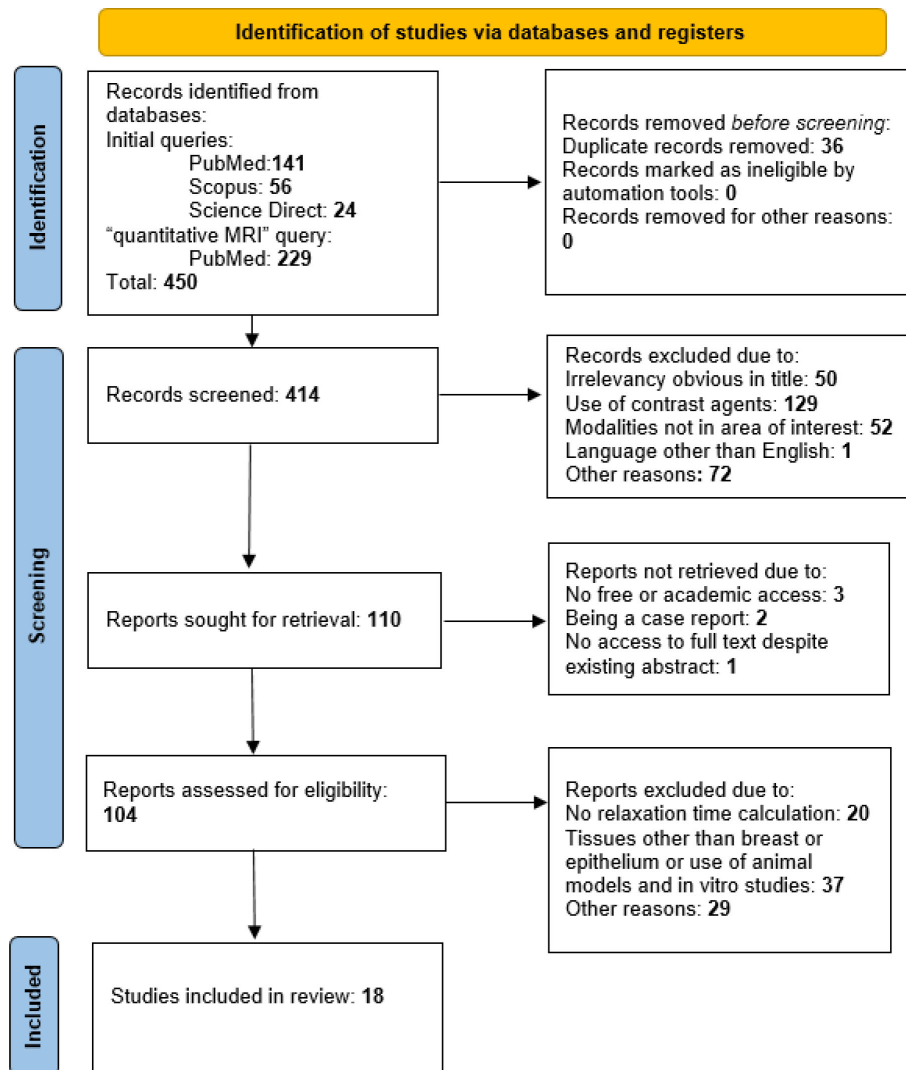 Identification of studies via databases and registers
Identification
Records identified from
databases:
Initial queries:
PubMed:141
Scopus: 56
Science Direct: 24
“quantitative MRI” query:
PubMed: 229
Total: 450
Records removed before screening:
Duplicate records removed: 36
Records marked as ineligible by
automation tools: 0
Records removed for other reasons:
0
Screening
Records screened: 414
Records excluded due to:
Irrelevancy obvious in title: 50
Use of contrast agents: 129
Modalities not in area of interest: 52
Language other than English: 1
Other reasons: 72
Reports sought for retrieval: 110
Reports not retrieved due to:
No free or academic access: 3
Being a case report: 2
No access to full text despite
existing abstract: 1
Reports assessed for eligibility:
104
Reports excluded due to:
No relaxation time calculation: 20
Tissues other than breast or
epithelium or use of animal
models and in vitro studies: 37
Other reasons: 29
Included
Studies included in review: 18